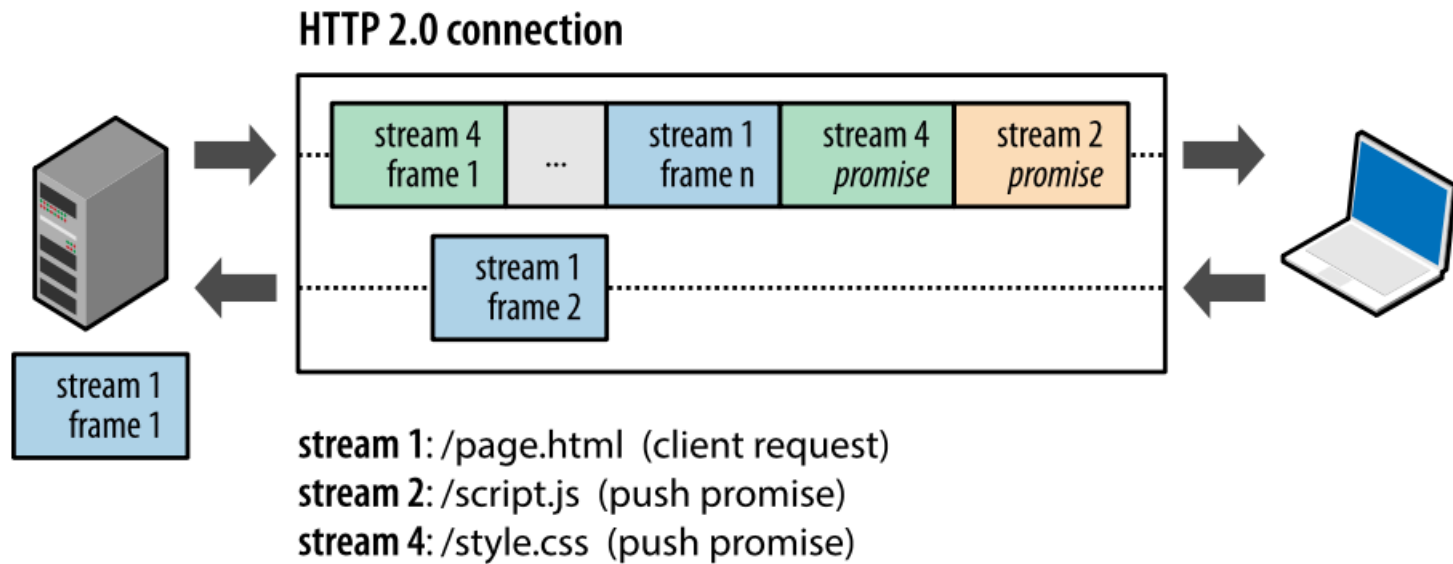 HTTP 2.0 connection
stream 4
frame 1
...
stream 1
frame n
stream 4
promise
stream 2
promise
stream 1
frame 2
stream 1
frame 1
stream 1: /page.html (client request)
stream 2: /script.js (push promise)
stream 4: /style.css (push promise)